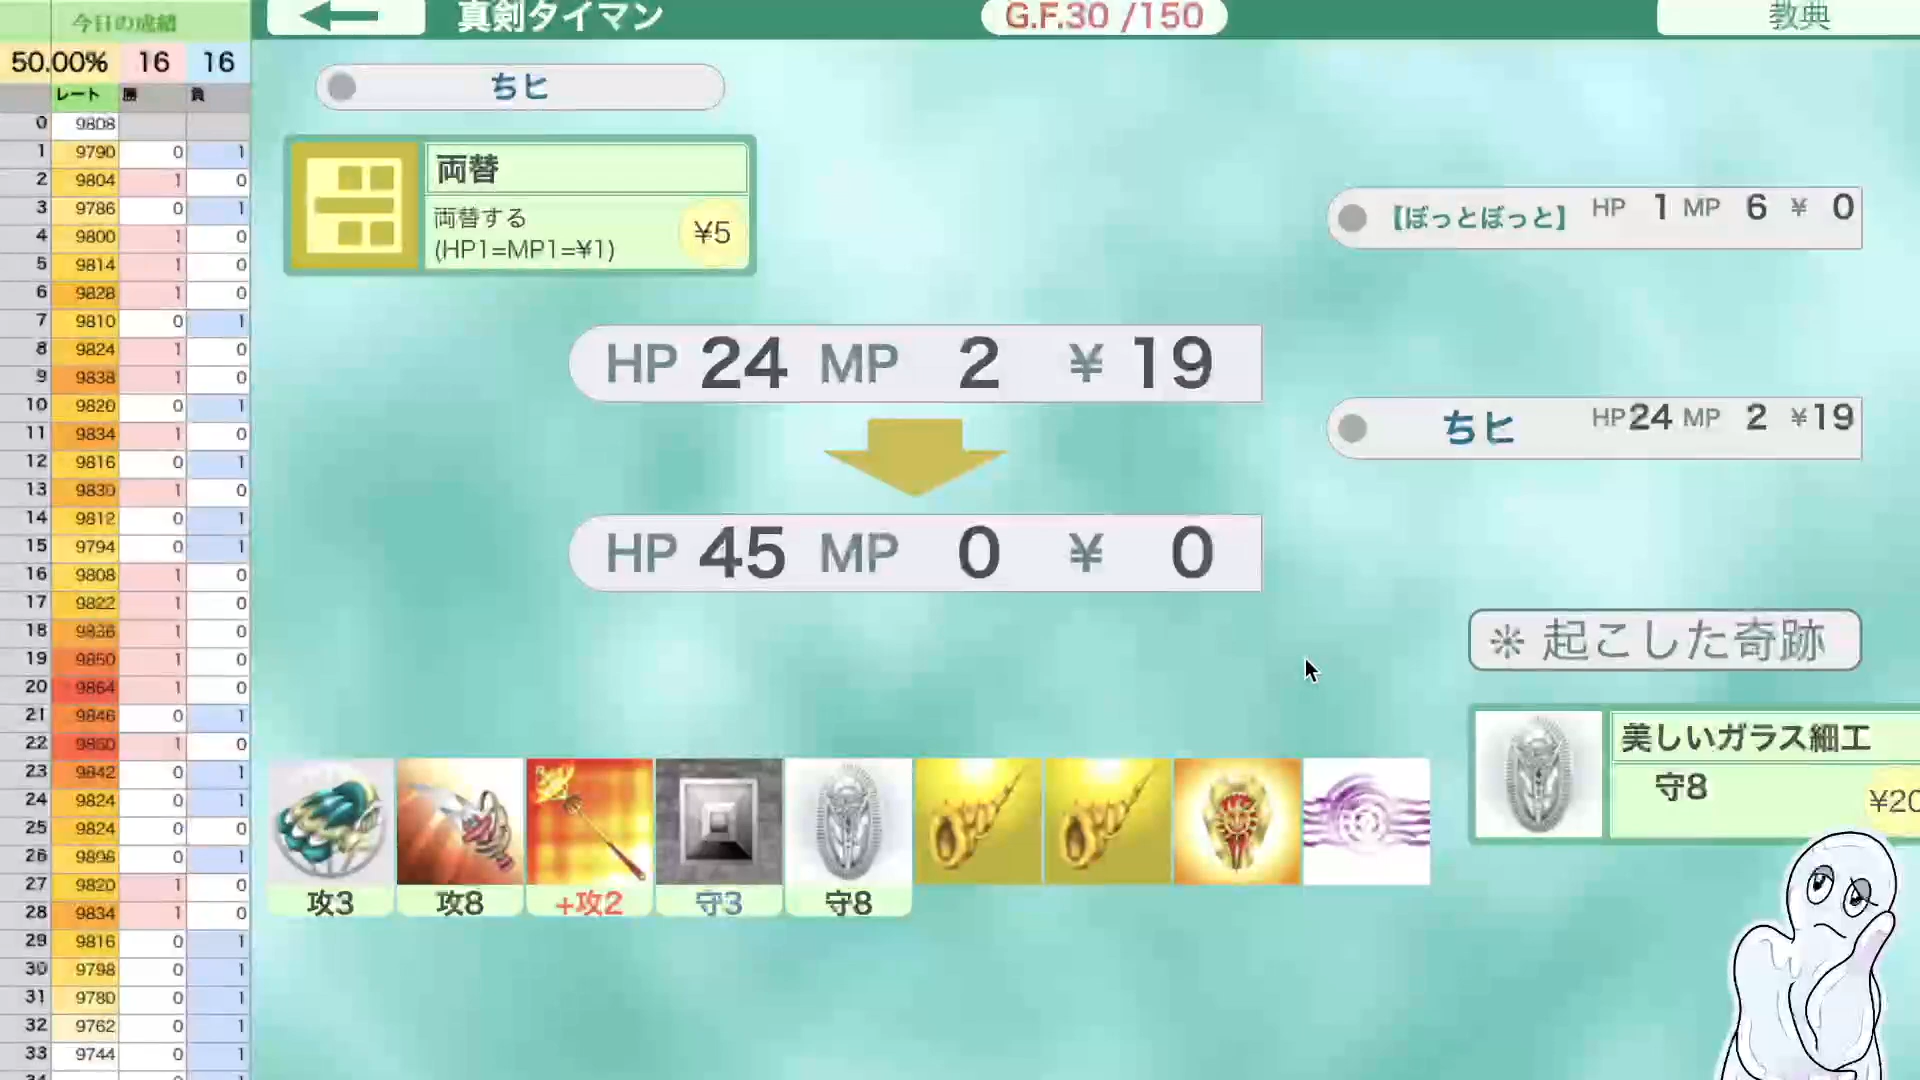 今日の成績
50.00% 16 16
レート 勝 負
0 9808
1 9790 0 1
2 9804 1 0
3 9786 0 1
4 9800 1 0
5 9814 1 0
6 9828 1 0
7 9810 0 1
8 9824 1 0
9 9838 1 0
10 9820 0 1
11 9834 1 0
12 9816 0 1
13 9830 1 0
14 9812 0 1
15 9794 0 1
16 9808 1 0
17 9822 1 0
18 9836 1 0
19 9850 1 0
20 9864 1 0
21 9846 0 1
22 9860 1 0
23 9842 0 1
24 9824 0 1
25 9824 0 0
26 9806 0 1
27 9820 1 0
28 9834 1 0
29 9816 0 1
30 9798 0 1
31 9780 0 1
32 9762 0 1
33 9744 0 1
真剣タイマン
G.F.30 /150
教典
ちヒ
両替
両替する
(HP1=MP1=¥1)
¥5
【ぼっとぼっと】 HP 1 MP 6 ¥ 0
HP 24 MP 2 ¥ 19
ちヒ HP24 MP 2 ¥19
HP 45 MP 0 ¥ 0
※ 起こした奇跡
美しいガラス細工
守8
¥20
攻3 攻8 +攻2 守3 守8